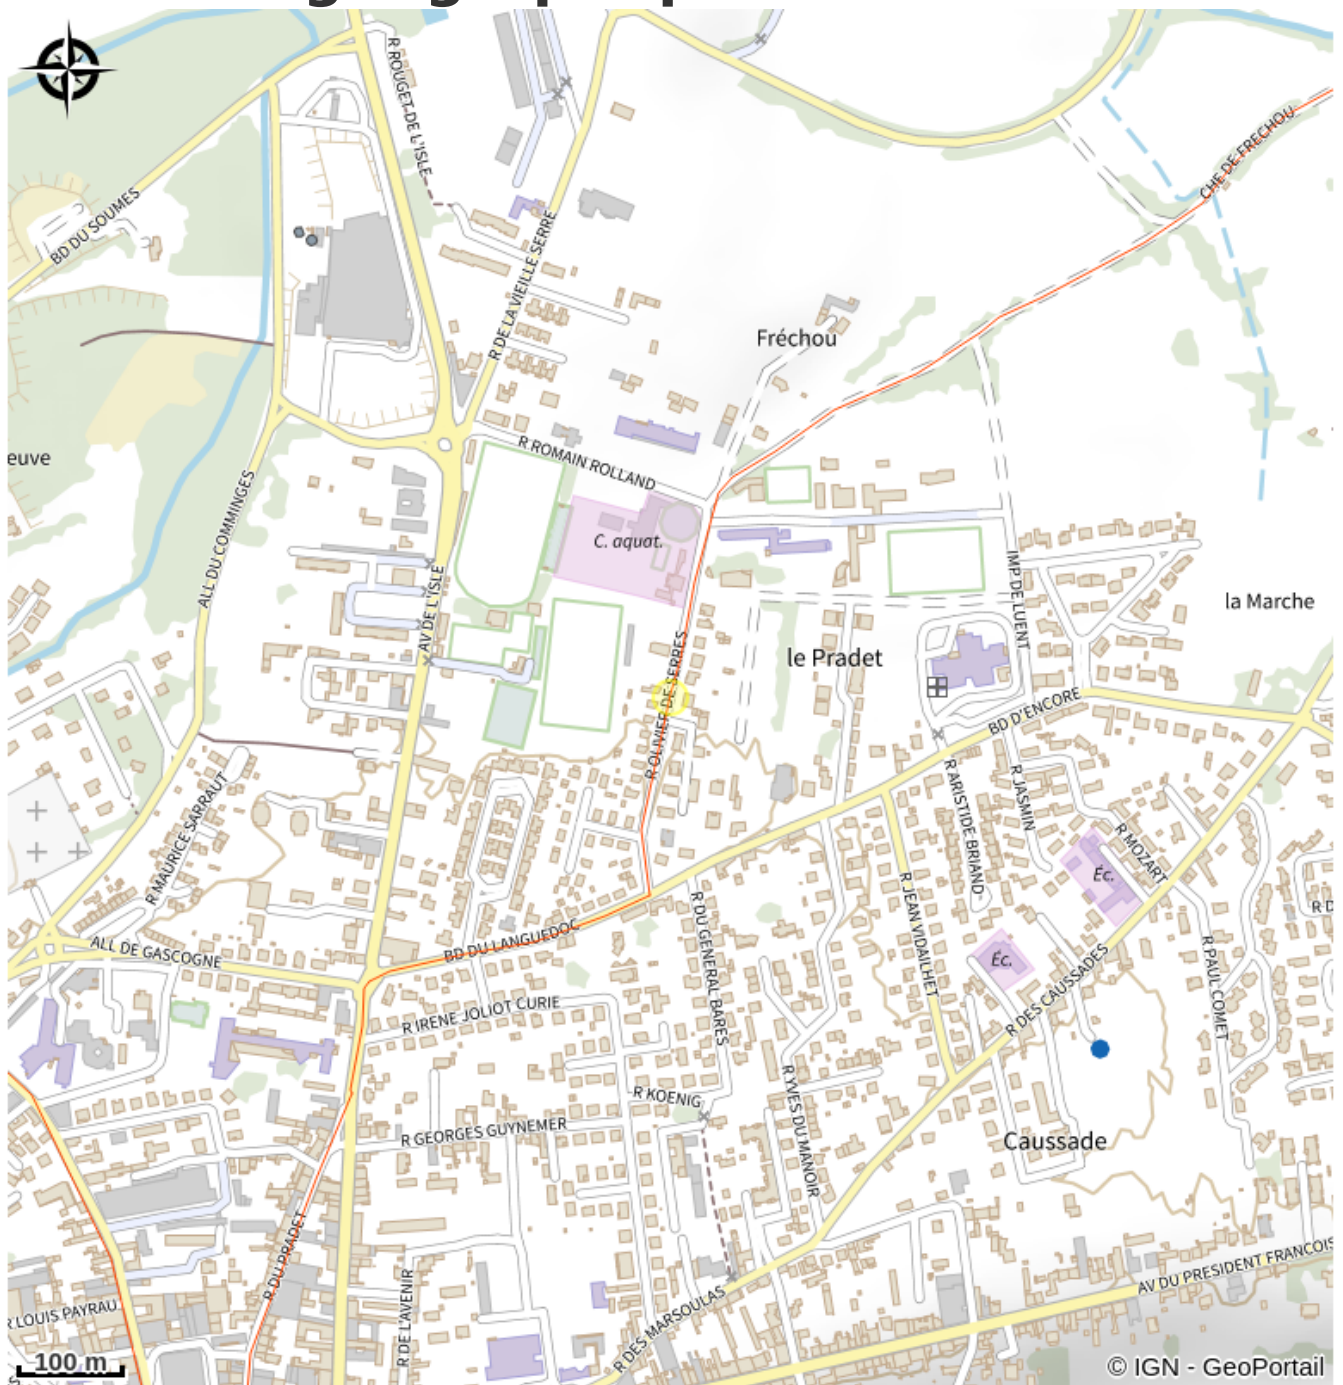 R ROUGET DE L'ISLE
CHE DE FRECHOU
BD DU SOUMES
R DE LA VIEILLE SERRE
Fréchou
euve
R ROMAIN ROLLAND
ALL DU COMMINGES
C. aquat.
AV DE L'ISLE
IMP DE LUENT
la Marche
le Pradet
R OLIVIER DE SERRES
BD D'ENCORE
R MAURICE SARRAUT
R ARISTIDE BRIAND
R JASMIN
R MOZART
Éc.
R JEAN VIDAILHET
R DU GENERAL BARES
R D
BD DU LANGUEDOC
ALL DE GASCOGNE
Éc.
R DES CAUSSADES
R PAUL COMET
R IRENE JOLIOT CURIE
R KOENIG
R YVES DU MANOIR
R GEORGES GUYNEMER
Caussade
R DU PRADET
AV DU PRESIDENT FRANCOIS
R LOUIS PAYRAU
R DE L'AVENIR
R DES MARSOULAS
100 m
© IGN - GeoPortail